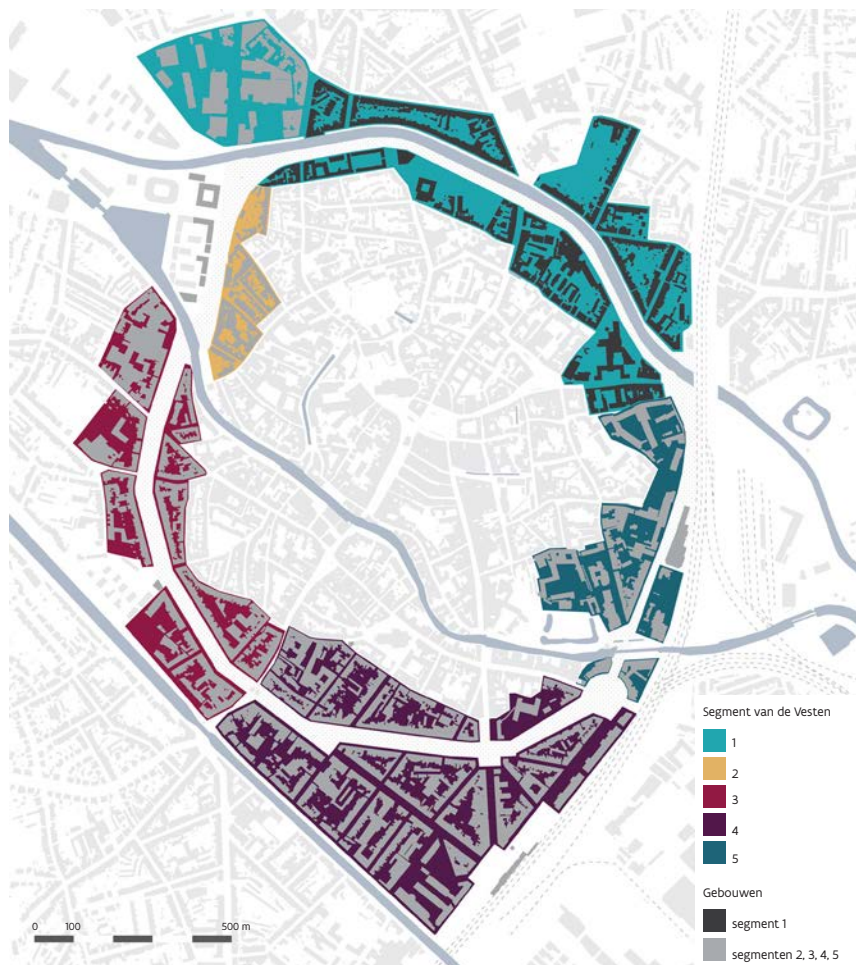 Segment van de Vesten
1
2
3
4
5
Gebouwen
segment 1
segmenten 2, 3, 4, 5
0 100 500 m